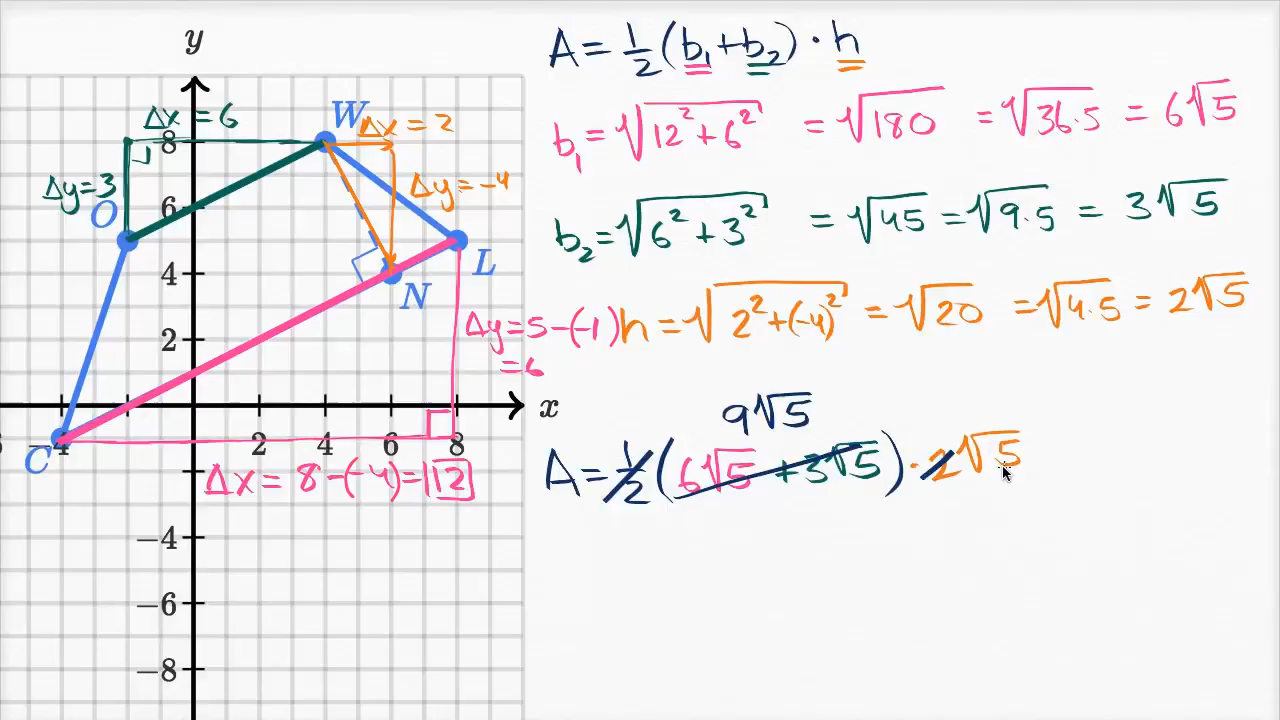 y
A = 1/2 (b₁ + b₂) · h
b₁ = √(12² + 6²) = √180 = √(36·5) = 6√5
b₂ = √(6² + 3²) = √45 = √(9·5) = 3√5
h = √(2² + (-4)²) = √20 = √(4·5) = 2√5
9√5
A = 1/2 (6√5 + 3√5) · 2√5
Δx = 6
W
Δx = 2
8
Δy = 3
Δy = -4
O
6
L
4
N
Δy = 5 - (-1)
= 6
2
x
C
4
2
4
6
8
Δx = 8 - (-4) = 12
−4
−6
−8